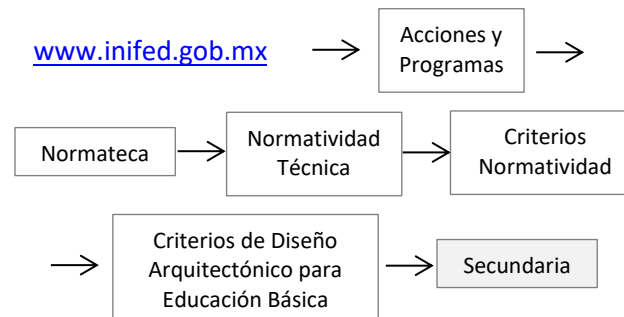 www.inifed.gob.mx
Acciones y
Programas
Normateca
Normatividad
Técnica
Criterios
Normatividad
Criterios de Diseño
Arquitectónico para
Educación Básica
Secundaria